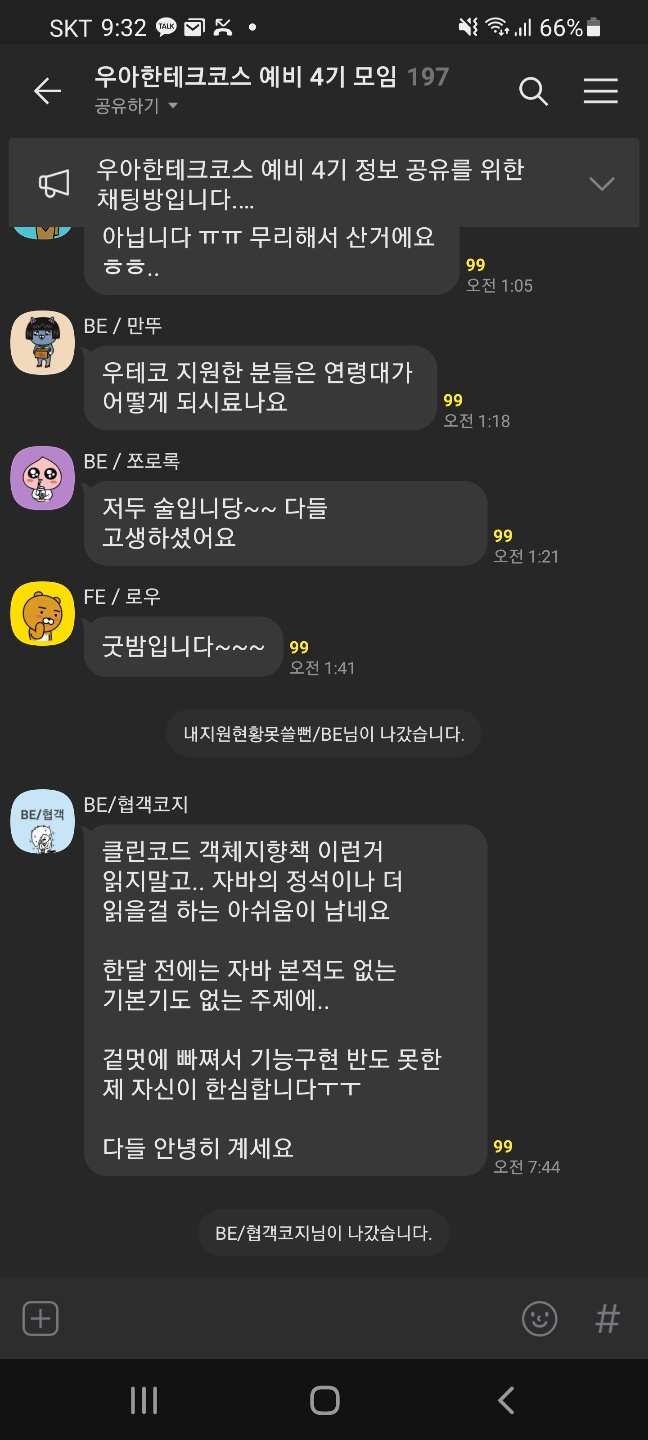 SKT 9:32 TALK 66%
우아한테크코스 예비 4기 모임 197
공유하기
우아한테크코스 예비 4기 정보 공유를 위한
채팅방입니다....
아닙니다 ㅠㅠ 무리해서 산거에요
ㅎㅎ..
99
오전 1:05
BE / 만뚜
우테코 지원한 분들은 연령대가
어떻게 되시료나요
99
오전 1:18
BE / 쪼로록
저두 술입니당~~ 다들
고생하셨어요
99
오전 1:21
FE / 로우
굿밤입니다~~~
99
오전 1:41
내지원현황못쓸뻔/BE님이 나갔습니다.
BE/협객
BE/협객코지
클린코드 객체지향책 이런거
읽지말고.. 자바의 정석이나 더
읽을걸 하는 아쉬움이 남네요
한달 전에는 자바 본적도 없는
기본기도 없는 주제에..
겉멋에 빠져서 기능구현 반도 못한
제 자신이 한심합니다ㅜㅜ
다들 안녕히 계세요
99
오전 7:44
BE/협객코지님이 나갔습니다.
#